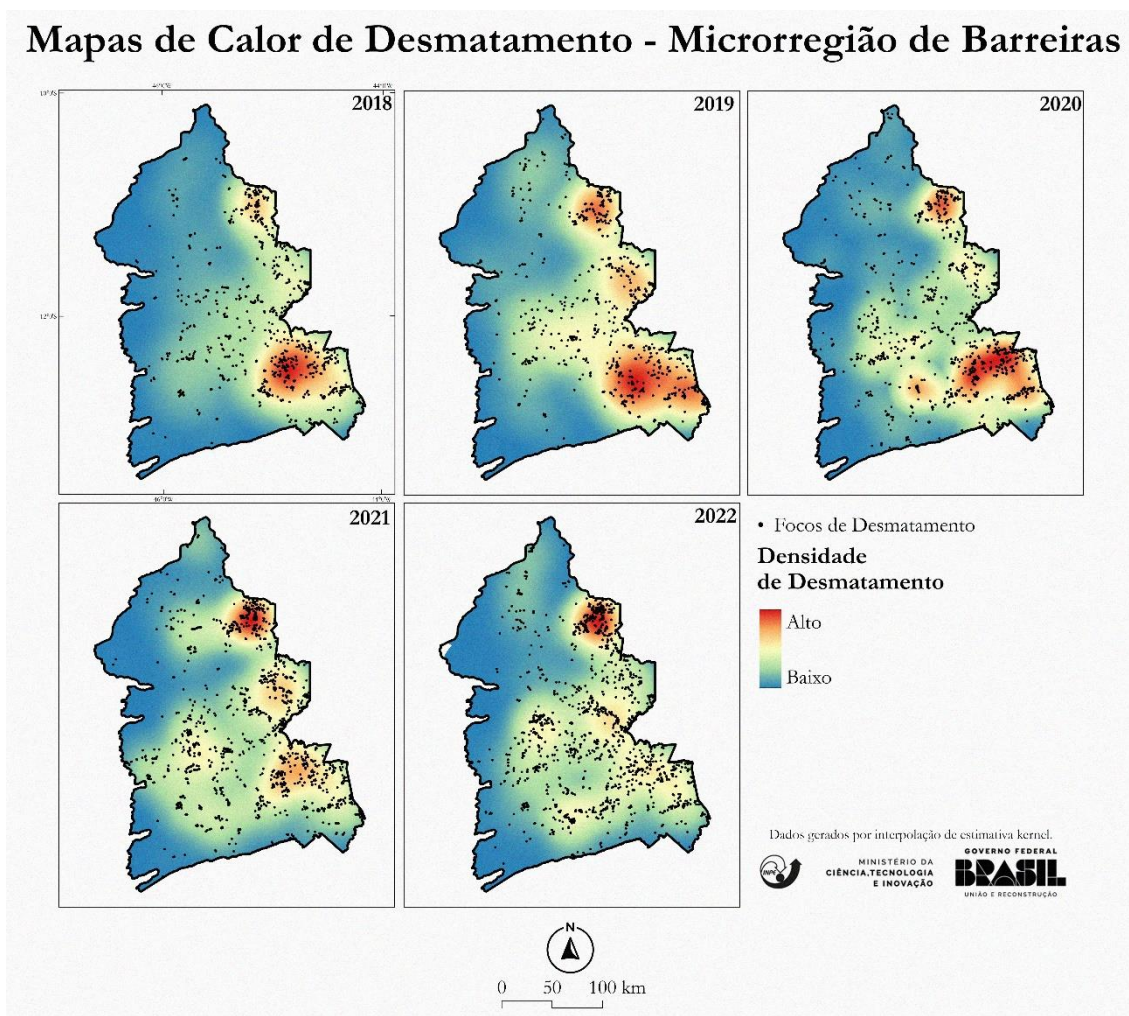 Mapas de Calor de Desmatamento - Microrregião de Barreiras
2018
2019
2020
2021
2022
• Focos de Desmatamento
Densidade
de Desmatamento
Alto
Baixo
Dados gerados por interpolação de estimativa kernel.
INPE
MINISTÉRIO DA
CIÊNCIA,TECNOLOGIA
E INOVAÇÃO
GOVERNO FEDERAL
BRASIL
UNIÃO E RECONSTRUÇÃO
N
0 50 100 km